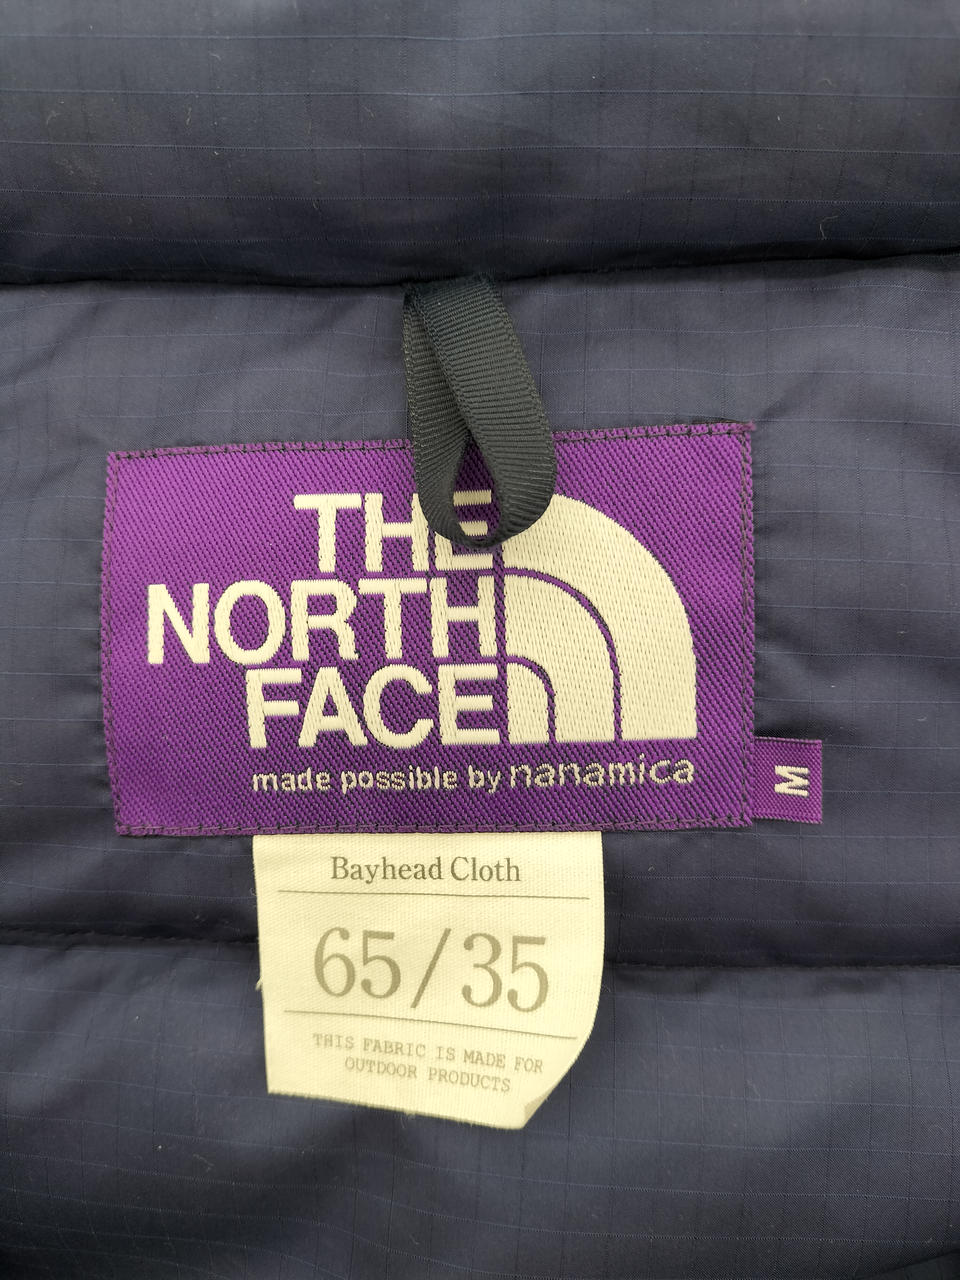 THE
NORTH
FACE
made possible by nanamica
M
Bayhead Cloth
65/35
THIS FABRIC IS MADE FOR
OUTDOOR PRODUCTS